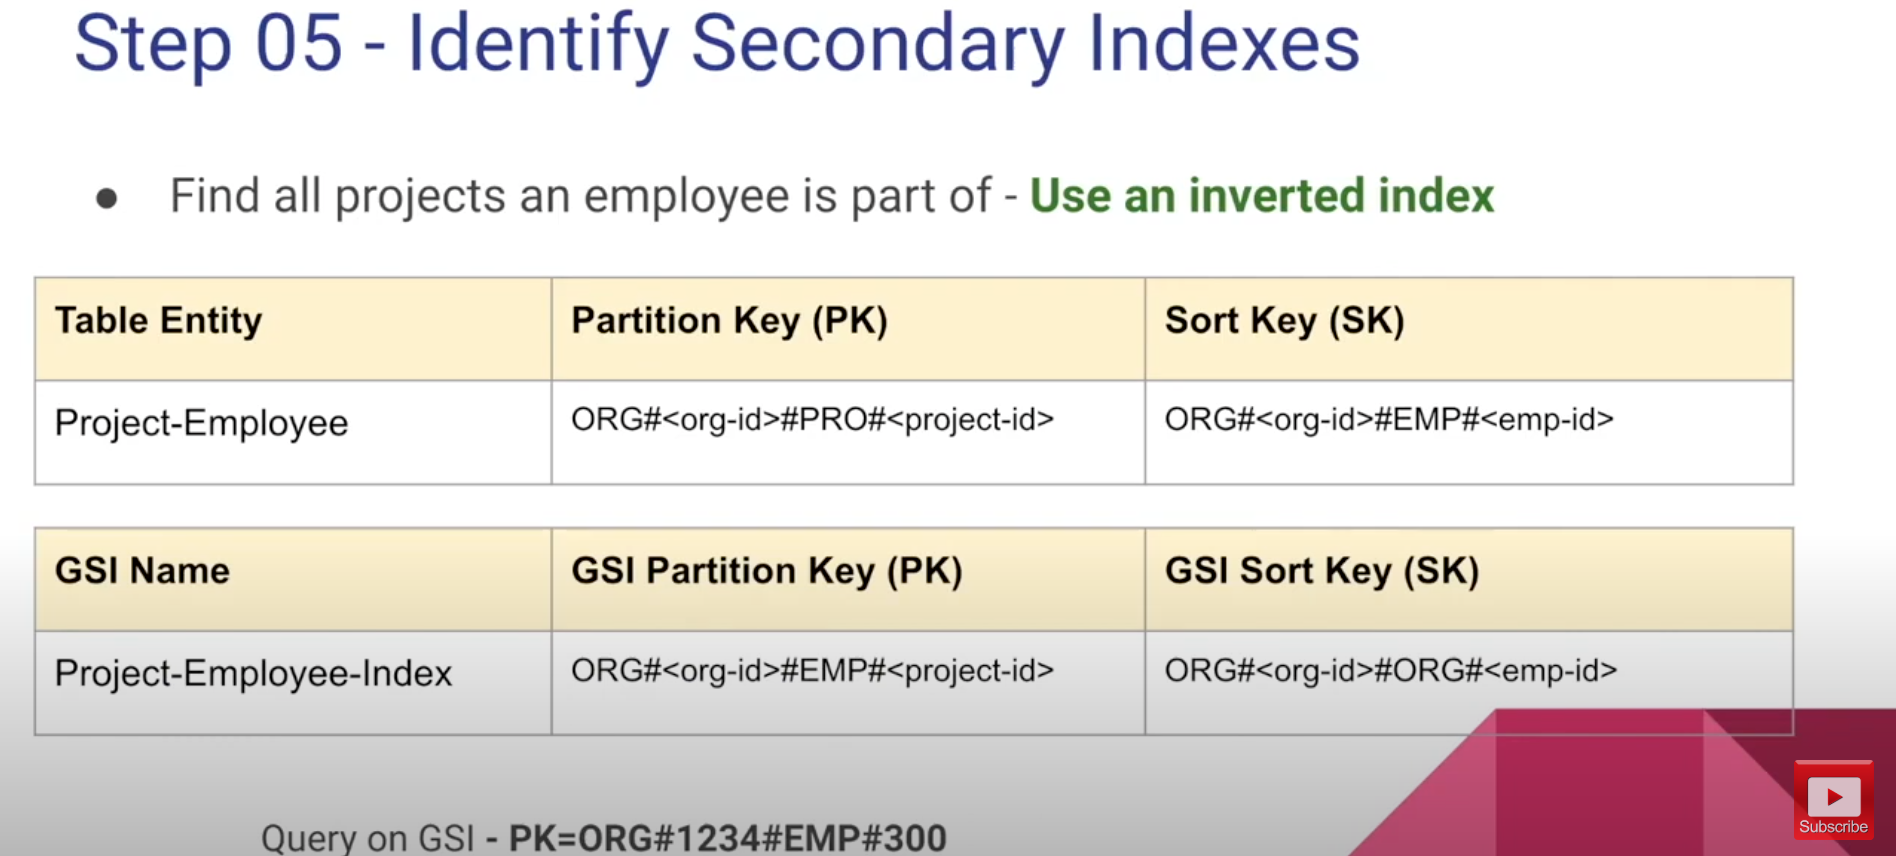 Step 05 - Identify Secondary Indexes
● Find all projects an employee is part of - Use an inverted index
Table Entity Partition Key (PK) Sort Key (SK)
Project-Employee ORG#<org-id>#PRO#<project-id> ORG#<org-id>#EMP#<emp-id>
GSI Name GSI Partition Key (PK) GSI Sort Key (SK)
Project-Employee-Index ORG#<org-id>#EMP#<project-id> ORG#<org-id>#ORG#<emp-id>
Query on GSI - PK=ORG#1234#EMP#300
Subscribe